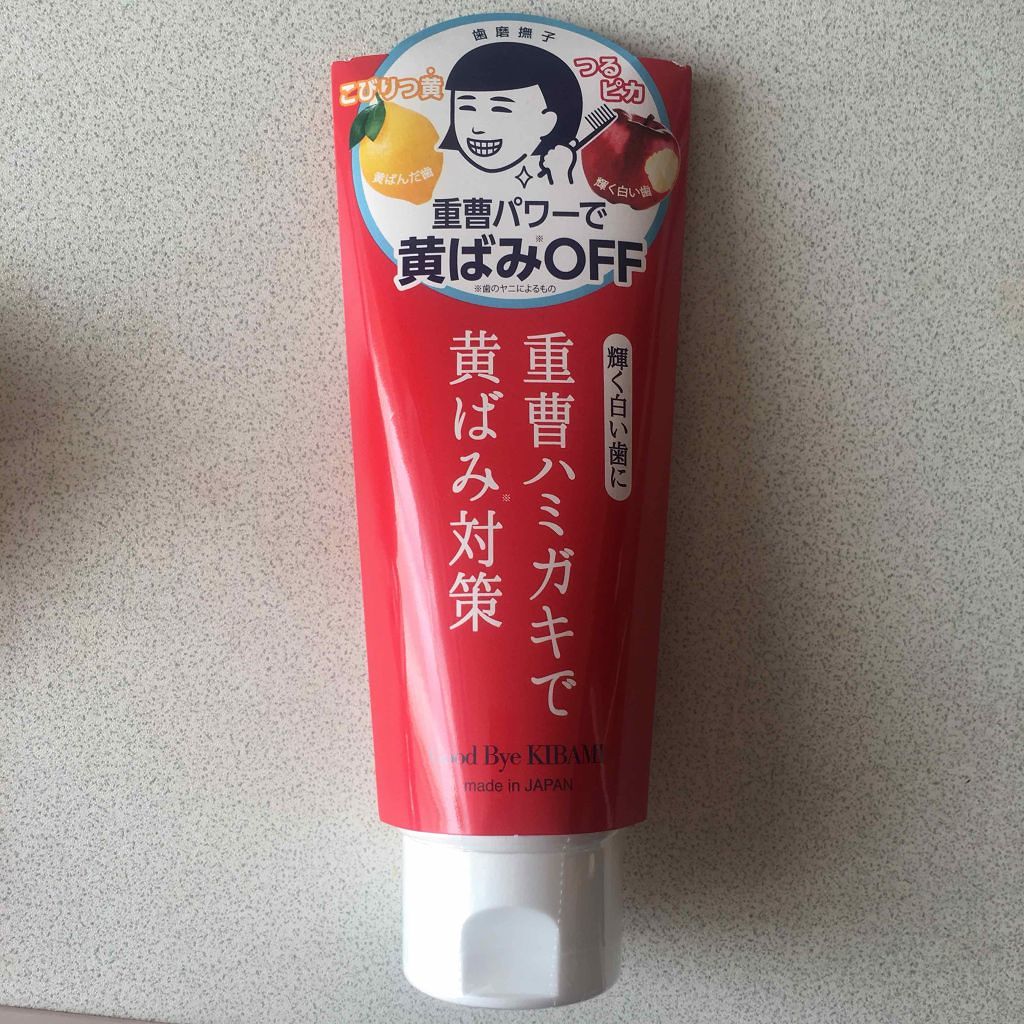 歯磨撫子
こびりつ黄
つる
ピカ
黄ばんだ歯
輝く白い歯
重曹パワーで
黄ばみ※OFF
※歯のヤニによるもの
輝く白い歯に
重曹ハミガキで
黄ばみ※対策
Good Bye KIBAMI
made in JAPAN